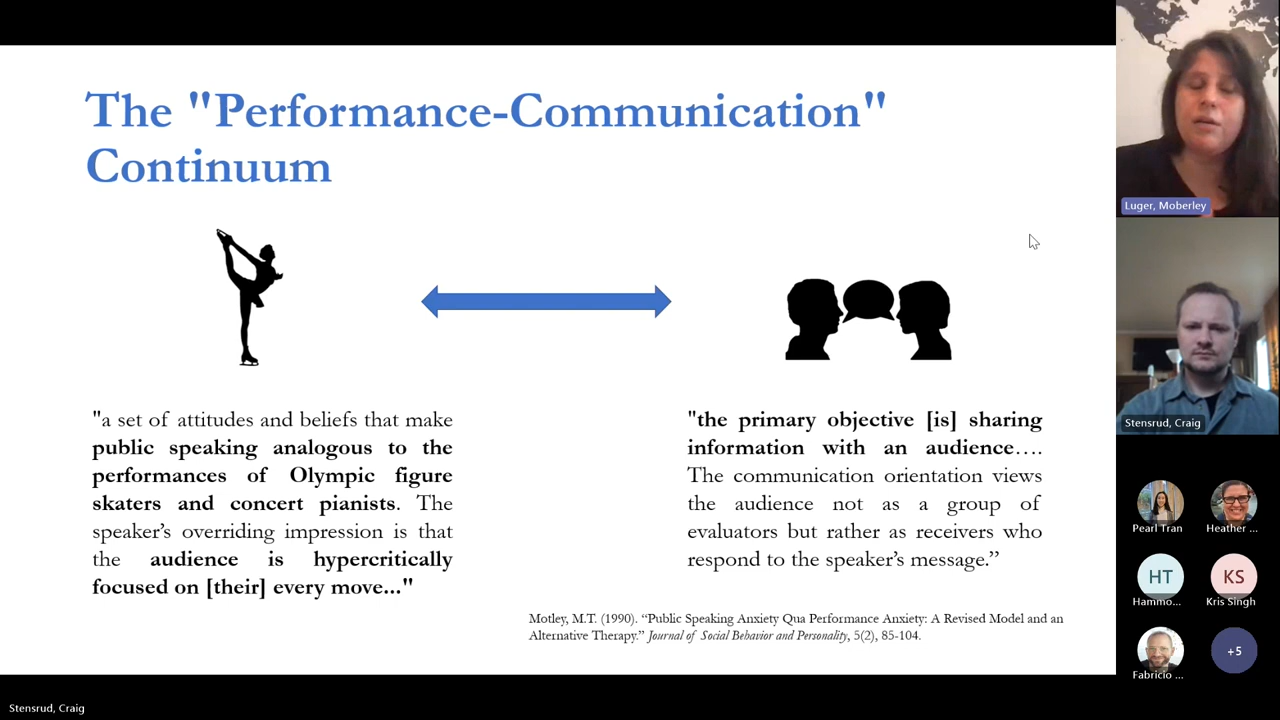 The "Performance-Communication"
Continuum
"a set of attitudes and beliefs that make
public speaking analogous to the
performances of Olympic figure
skaters and concert pianists. The
speaker’s overriding impression is that
the audience is hypercritically
focused on [their] every move..."
"the primary objective [is] sharing
information with an audience….
The communication orientation views
the audience not as a group of
evaluators but rather as receivers who
respond to the speaker’s message.”
Motley, M.T. (1990). “Public Speaking Anxiety Qua Performance Anxiety: A Revised Model and an
Alternative Therapy.” Journal of Social Behavior and Personality, 5(2), 85-104.
Luger, Moberley
Stensrud, Craig
Pearl Tran
Heather ...
HT
Hammo...
KS
Kris Singh
Fabricio ...
+5
Stensrud, Craig